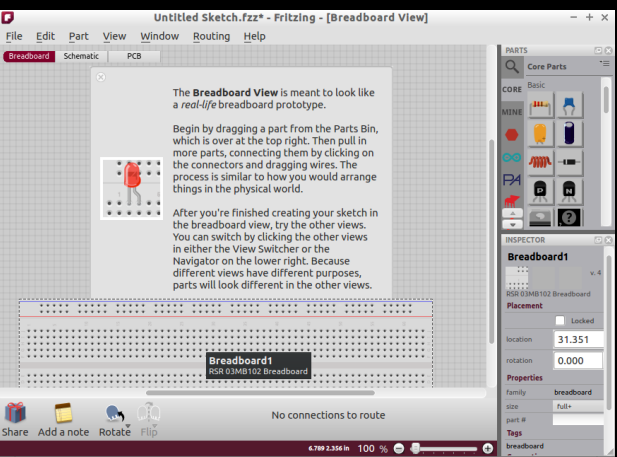 Untitled Sketch.fzz* - Fritzing - [Breadboard View]
File Edit Part View Window Routing Help
Breadboard Schematic PCB
The Breadboard View is meant to look like
a real-life breadboard prototype.
Begin by dragging a part from the Parts Bin,
which is over at the top right. Then pull in
more parts, connecting them by clicking on
the connectors and dragging wires. The
process is similar to how you would arrange
things in the physical world.
After you're finished creating your sketch in
the breadboard view, try the other views.
You can switch by clicking the other views
in either the View Switcher or the
Navigator on the lower right. Because
different views have different purposes,
parts will look different in the other views.
Breadboard1
RSR 03MB102 Breadboard
Share Add a note Rotate Flip
No connections to route
6.789 2.356 in 100 %
PARTS
Core Parts
CORE
Basic
MINE
P
N
?
INSPECTOR
Breadboard1
v. 4
RSR 03MB102 Breadboard
Placement
Locked
location 31.351
rotation 0.000
Properties
family breadboard
size full+
part #
Tags
breadboard